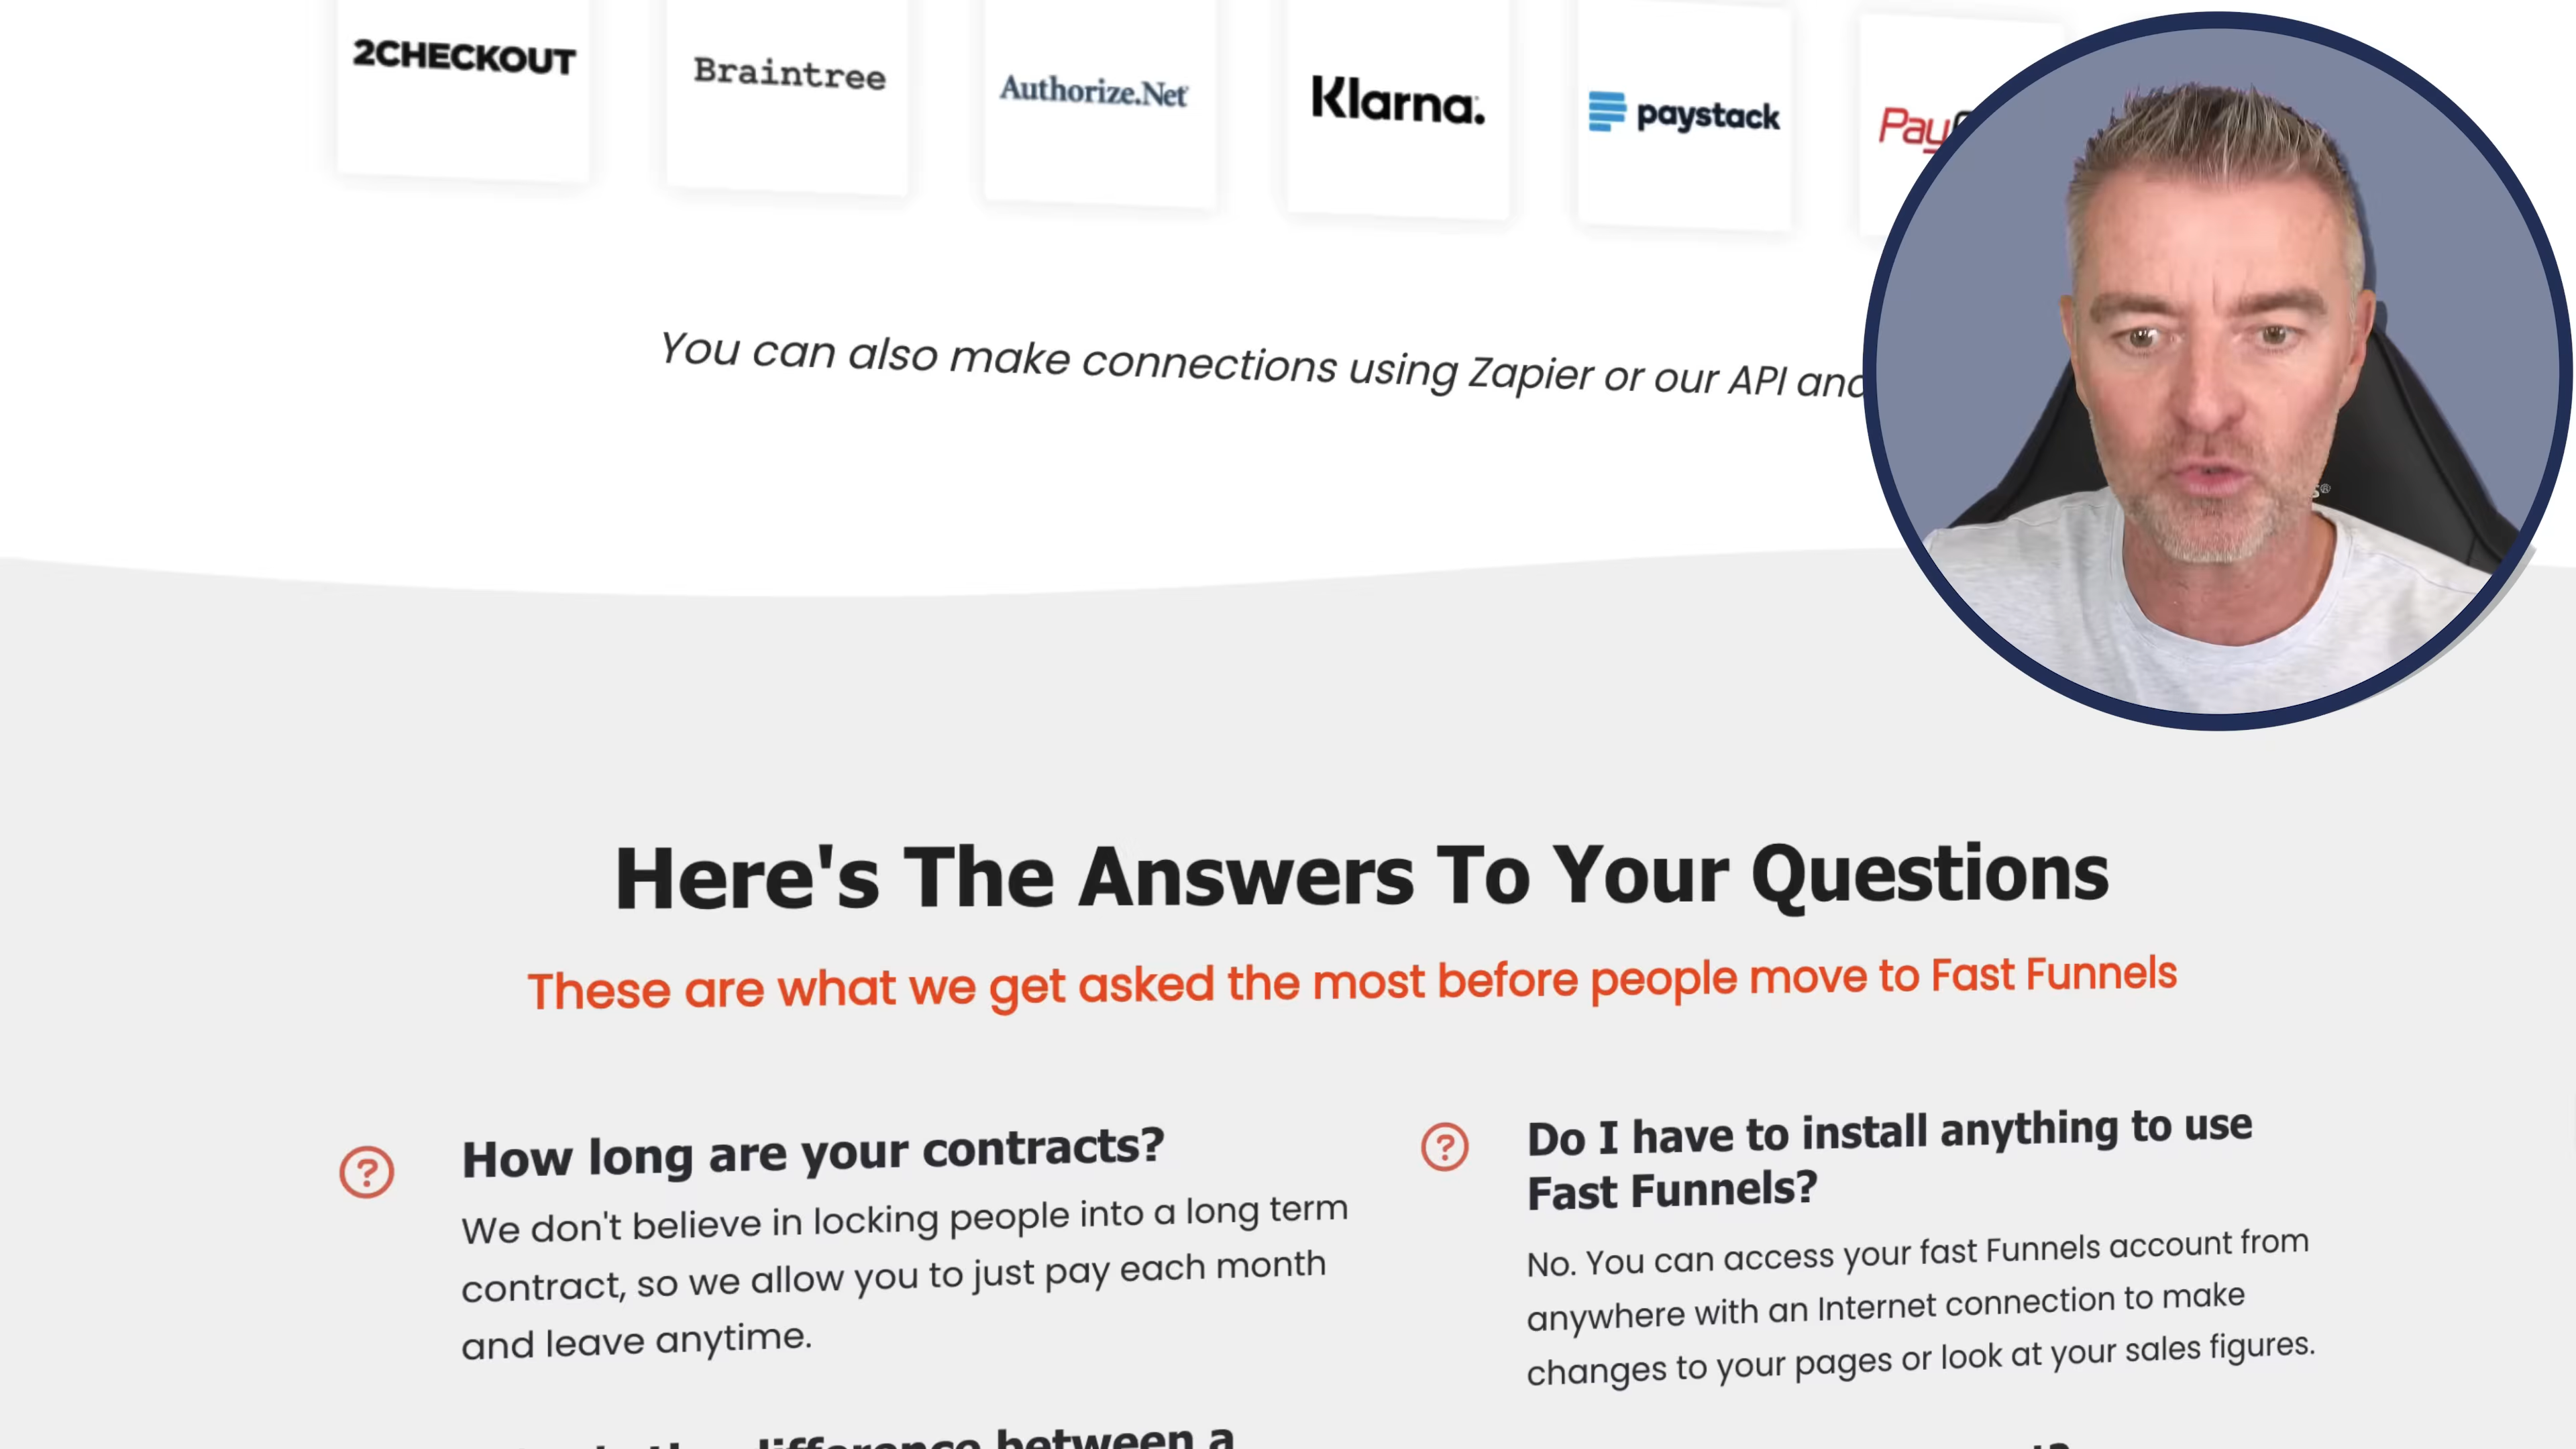 2CHECKOUT
Braintree
Authorize.Net
Klarna.
paystack
Pay
You can also make connections using Zapier or our API and
Here's The Answers To Your Questions
These are what we get asked the most before people move to Fast Funnels
How long are your contracts?
We don't believe in locking people into a long term
contract, so we allow you to just pay each month
and leave anytime.
Do I have to install anything to use
Fast Funnels?
No. You can access your fast Funnels account from
anywhere with an Internet connection to make
changes to your pages or look at your sales figures.
difference between a